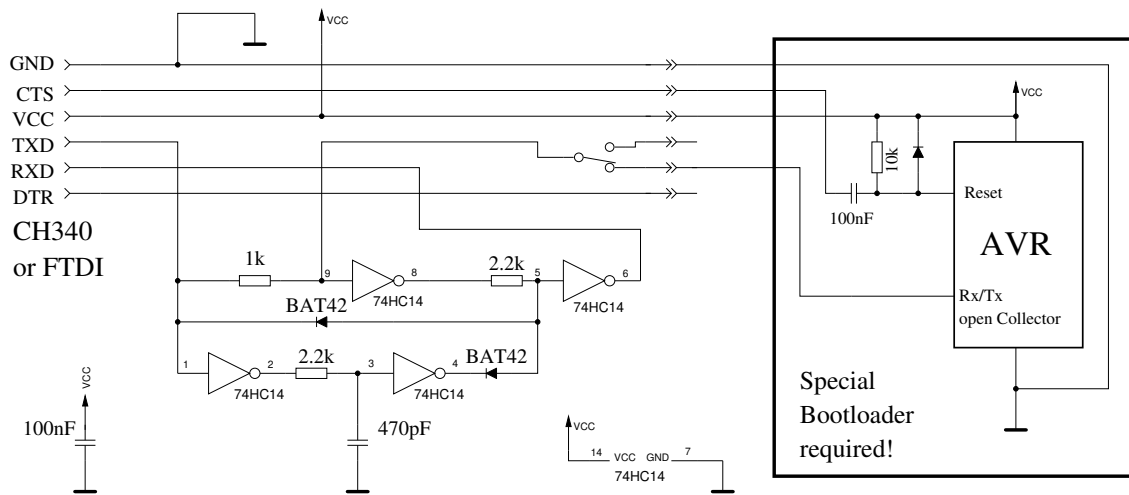 VCC
GND
CTS
VCC
TXD
RXD
DTR
CH340
or FTDI
VCC
10k
100nF
Reset
AVR
Rx/Tx
open Collector
1k
9
8
74HC14
2.2k
5
6
74HC14
BAT42
1
2
74HC14
2.2k
3
4
74HC14
BAT42
VCC
100nF
470pF
VCC
14
VCC
GND
7
74HC14
Special
Bootloader
required!